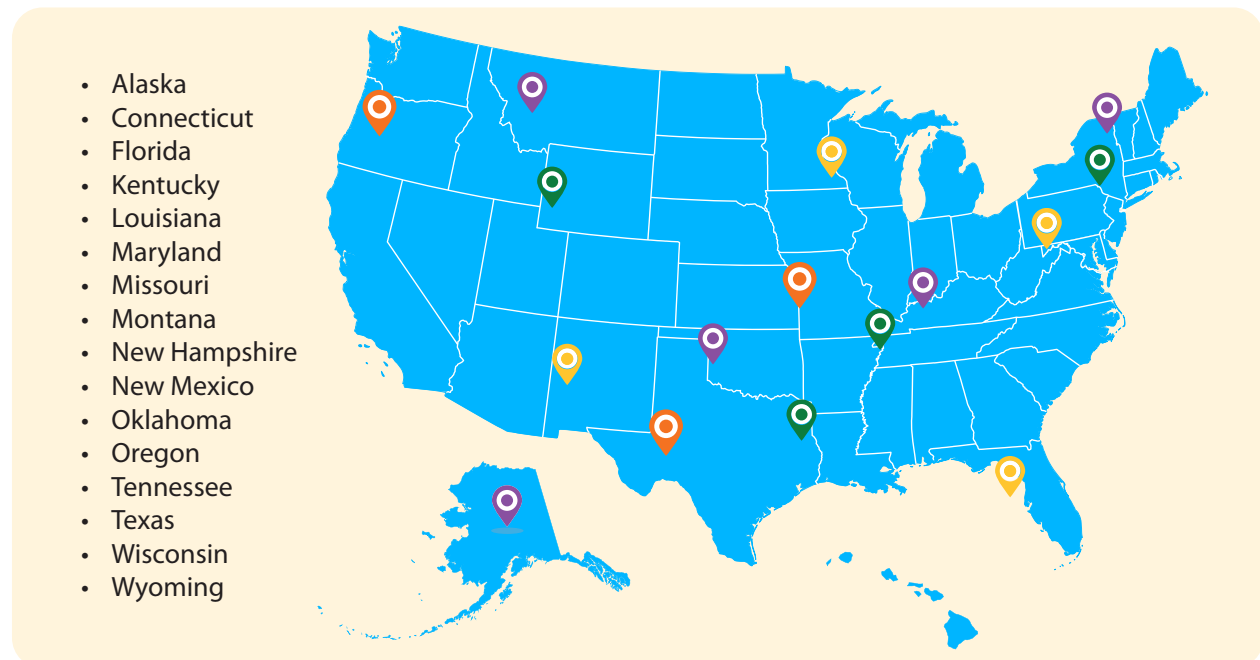 • Alaska
• Connecticut
• Florida
• Kentucky
• Louisiana
• Maryland
• Missouri
• Montana
• New Hampshire
• New Mexico
• Oklahoma
• Oregon
• Tennessee
• Texas
• Wisconsin
• Wyoming